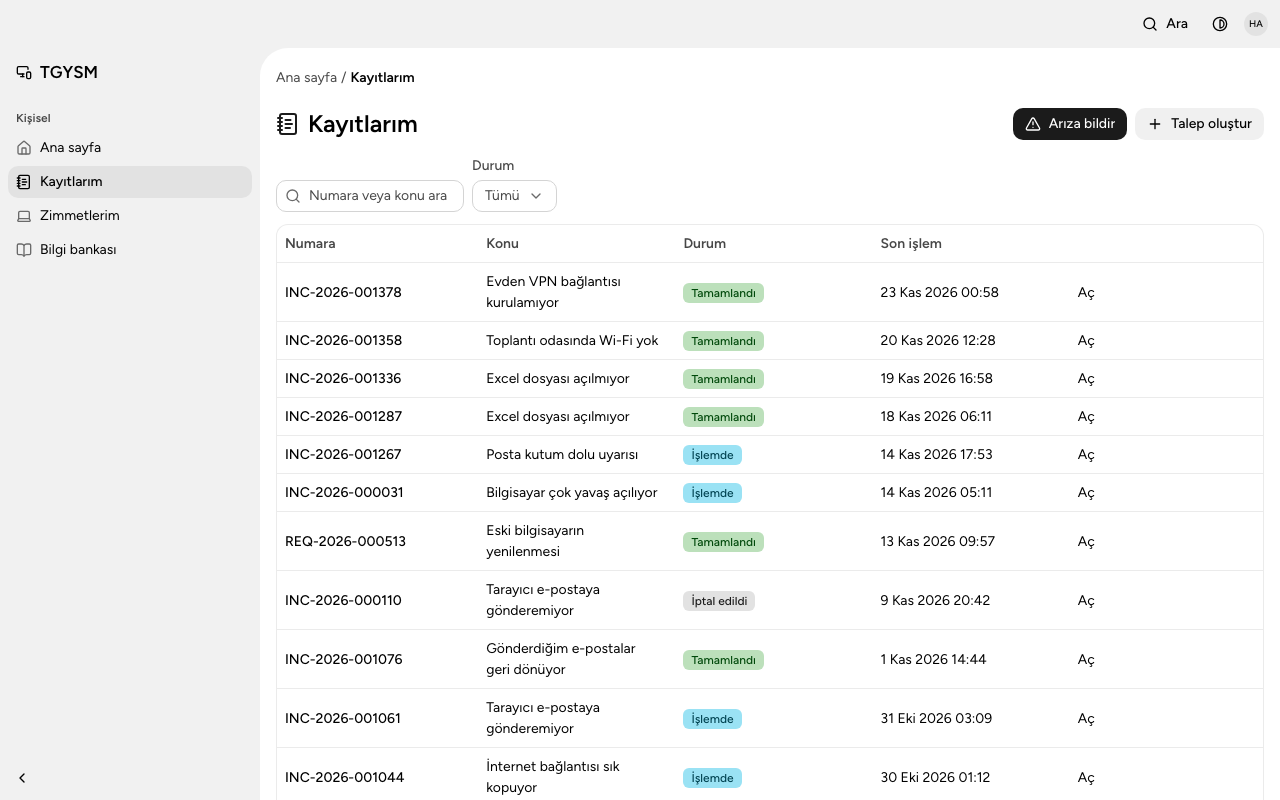 Ara
HA
TGYSM
Kişisel
Ana sayfa
Kayıtlarım
Zimmetlerim
Bilgi bankası
Ana sayfa / Kayıtlarım
Kayıtlarım
Arıza bildir
Talep oluştur
Durum
Numara veya konu ara
Tümü
Numara Konu Durum Son işlem
INC-2026-001378 Evden VPN bağlantısı kurulamıyor Tamamlandı 23 Kas 2026 00:58 Aç
INC-2026-001358 Toplantı odasında Wi-Fi yok Tamamlandı 20 Kas 2026 12:28 Aç
INC-2026-001336 Excel dosyası açılmıyor Tamamlandı 19 Kas 2026 16:58 Aç
INC-2026-001287 Excel dosyası açılmıyor Tamamlandı 18 Kas 2026 06:11 Aç
INC-2026-001267 Posta kutum dolu uyarısı İşlemde 14 Kas 2026 17:53 Aç
INC-2026-000031 Bilgisayar çok yavaş açılıyor İşlemde 14 Kas 2026 05:11 Aç
REQ-2026-000513 Eski bilgisayarın yenilenmesi Tamamlandı 13 Kas 2026 09:57 Aç
INC-2026-000110 Tarayıcı e-postaya gönderemiyor İptal edildi 9 Kas 2026 20:42 Aç
INC-2026-001076 Gönderdiğim e-postalar geri dönüyor Tamamlandı 1 Kas 2026 14:44 Aç
INC-2026-001061 Tarayıcı e-postaya gönderemiyor İşlemde 31 Eki 2026 03:09 Aç
INC-2026-001044 İnternet bağlantısı sık kopuyor İşlemde 30 Eki 2026 01:12 Aç